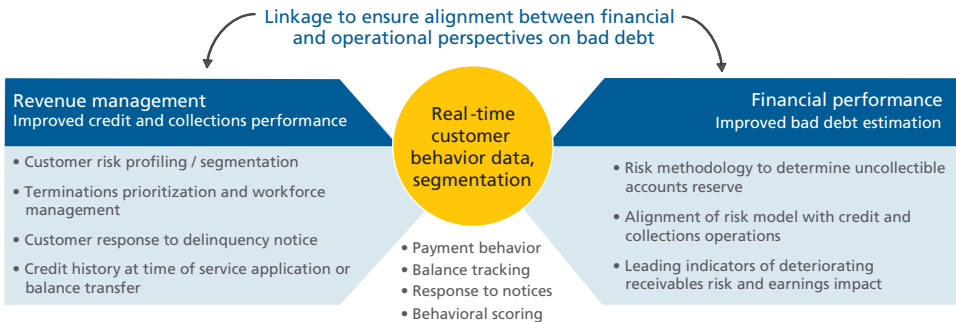 Linkage to ensure alignment between financial
and operational perspectives on bad debt
Revenue management
Improved credit and collections performance
• Customer risk profiling / segmentation
• Terminations prioritization and workforce
management
• Customer response to delinquency notice
• Credit history at time of service application or
balance transfer
Real-time
customer
behavior data,
segmentation
• Payment behavior
• Balance tracking
• Response to notices
• Behavioral scoring
Financial performance
Improved bad debt estimation
• Risk methodology to determine uncollectible
accounts reserve
• Alignment of risk model with credit and
collections operations
• Leading indicators of deteriorating
receivables risk and earnings impact